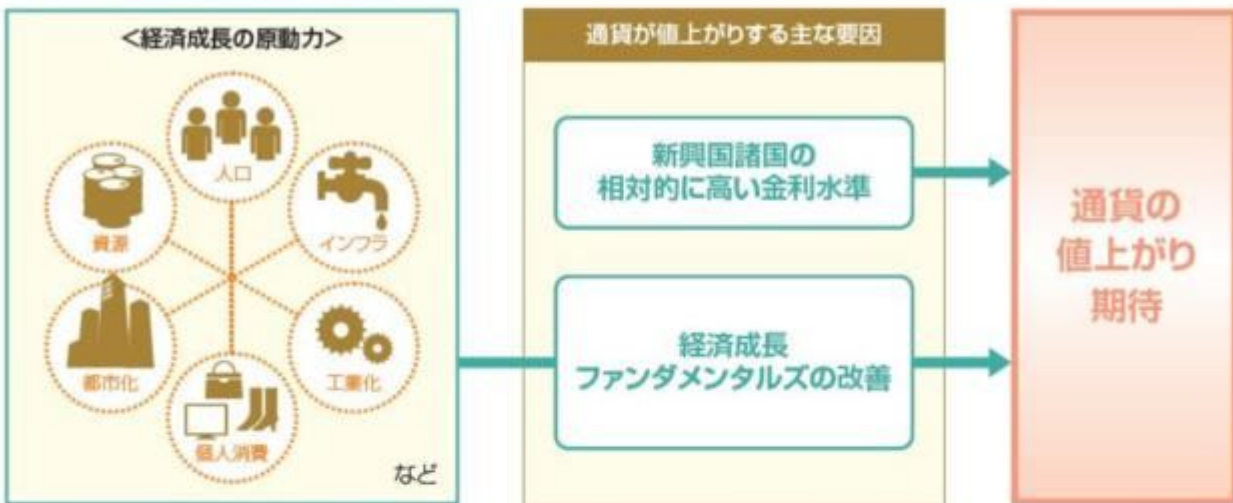 <経済成長の原動力>
人口
資源
インフラ
都市化
工業化
個人消費
など
通貨が値上がりする主な要因
新興国諸国の
相対的に高い金利水準
経済成長
ファンダメンタルズの改善
通貨の
値上がり
期待